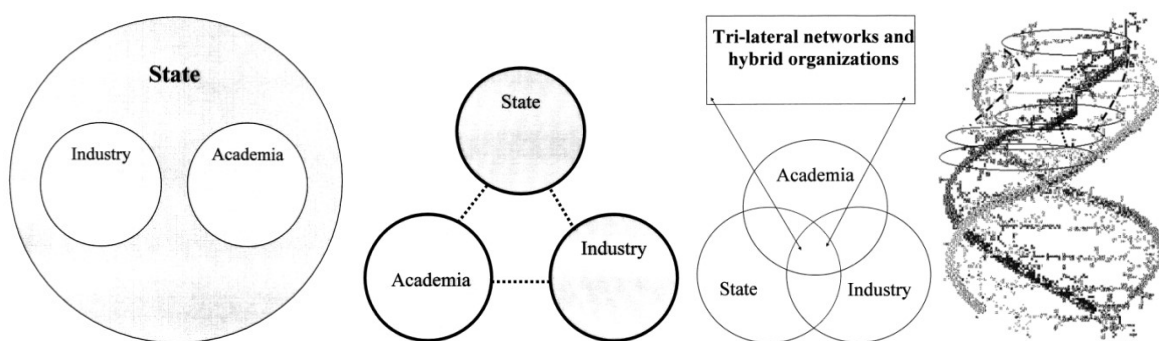 State
Industry
Academia
State
Academia
Industry
Tri-lateral networks and
hybrid organizations
Academia
State
Industry